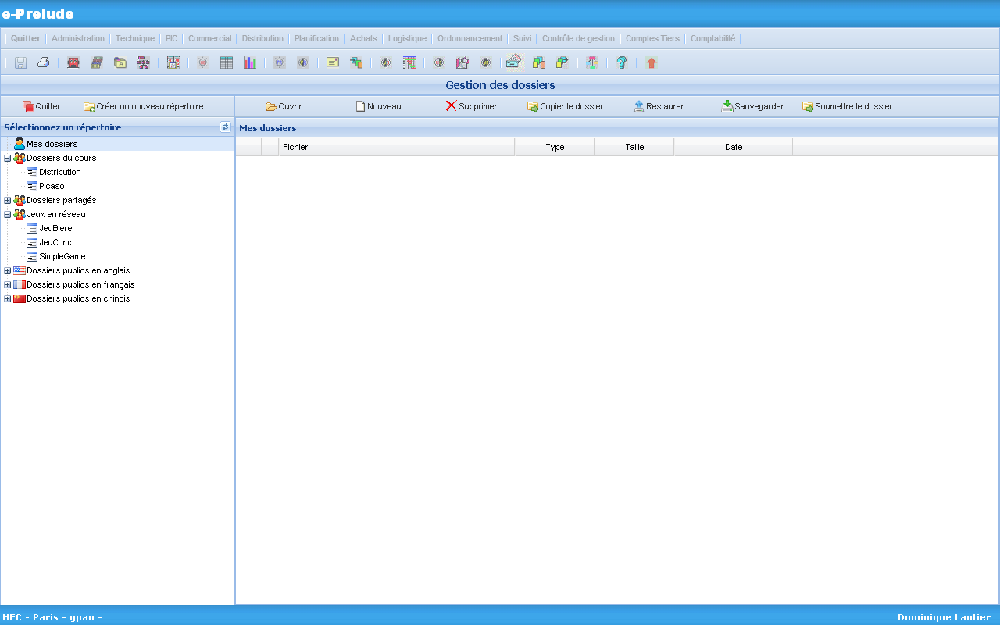 e-Prelude
Quitter Administration Technique PIC Commercial Distribution Planification Achats Logistique Ordonnancement Suivi Contrôle de gestion Comptes Tiers Comptabilité
Gestion des dossiers
Quitter Créer un nouveau répertoire Ouvrir Nouveau Supprimer Copier le dossier Restaurer Sauvegarder Soumettre le dossier
Sélectionnez un répertoire
Mes dossiers
Fichier Type Taille Date
Mes dossiers
Dossiers du cours
Distribution
Picaso
Dossiers partagés
Jeux en réseau
JeuBiere
JeuComp
SimpleGame
Dossiers publics en anglais
Dossiers publics en français
Dossiers publics en chinois
HEC - Paris - gpao -
Dominique Lautier